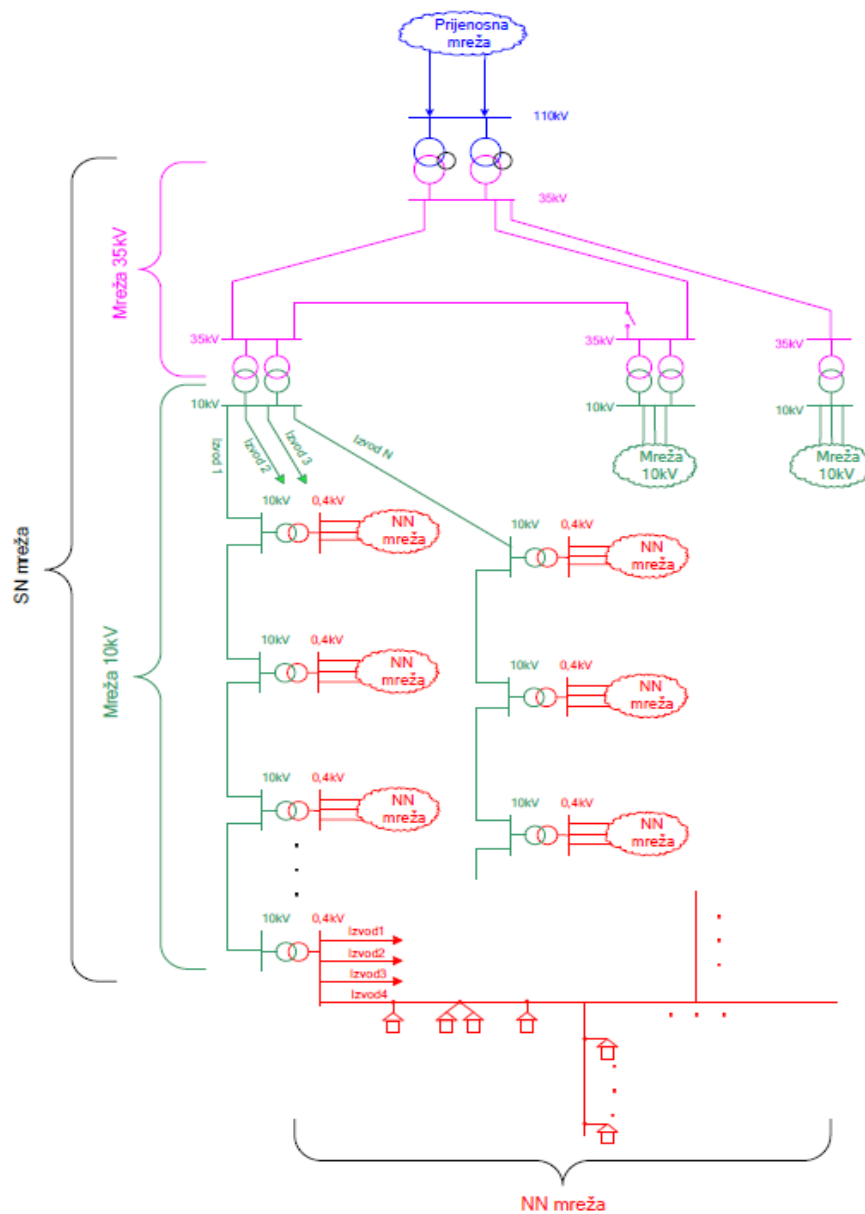 Prijenosna
mreža
110kV
35kV
SN mreža
Mreža 35kV
35kV
35kV
35kV
10kV
10kV
10kV
Izvod 1
Izvod 2
Izvod 3
Izvod N
Mreža
10kV
Mreža
10kV
Mreža 10kV
10kV
0,4kV
NN
mreža
10kV
0,4kV
NN
mreža
10kV
0,4kV
NN
mreža
10kV
0,4kV
NN
mreža
10kV
0,4kV
NN
mreža
10kV
0,4kV
NN
mreža
10kV
0,4kV
Izvod1
Izvod2
Izvod3
Izvod4
NN mreža